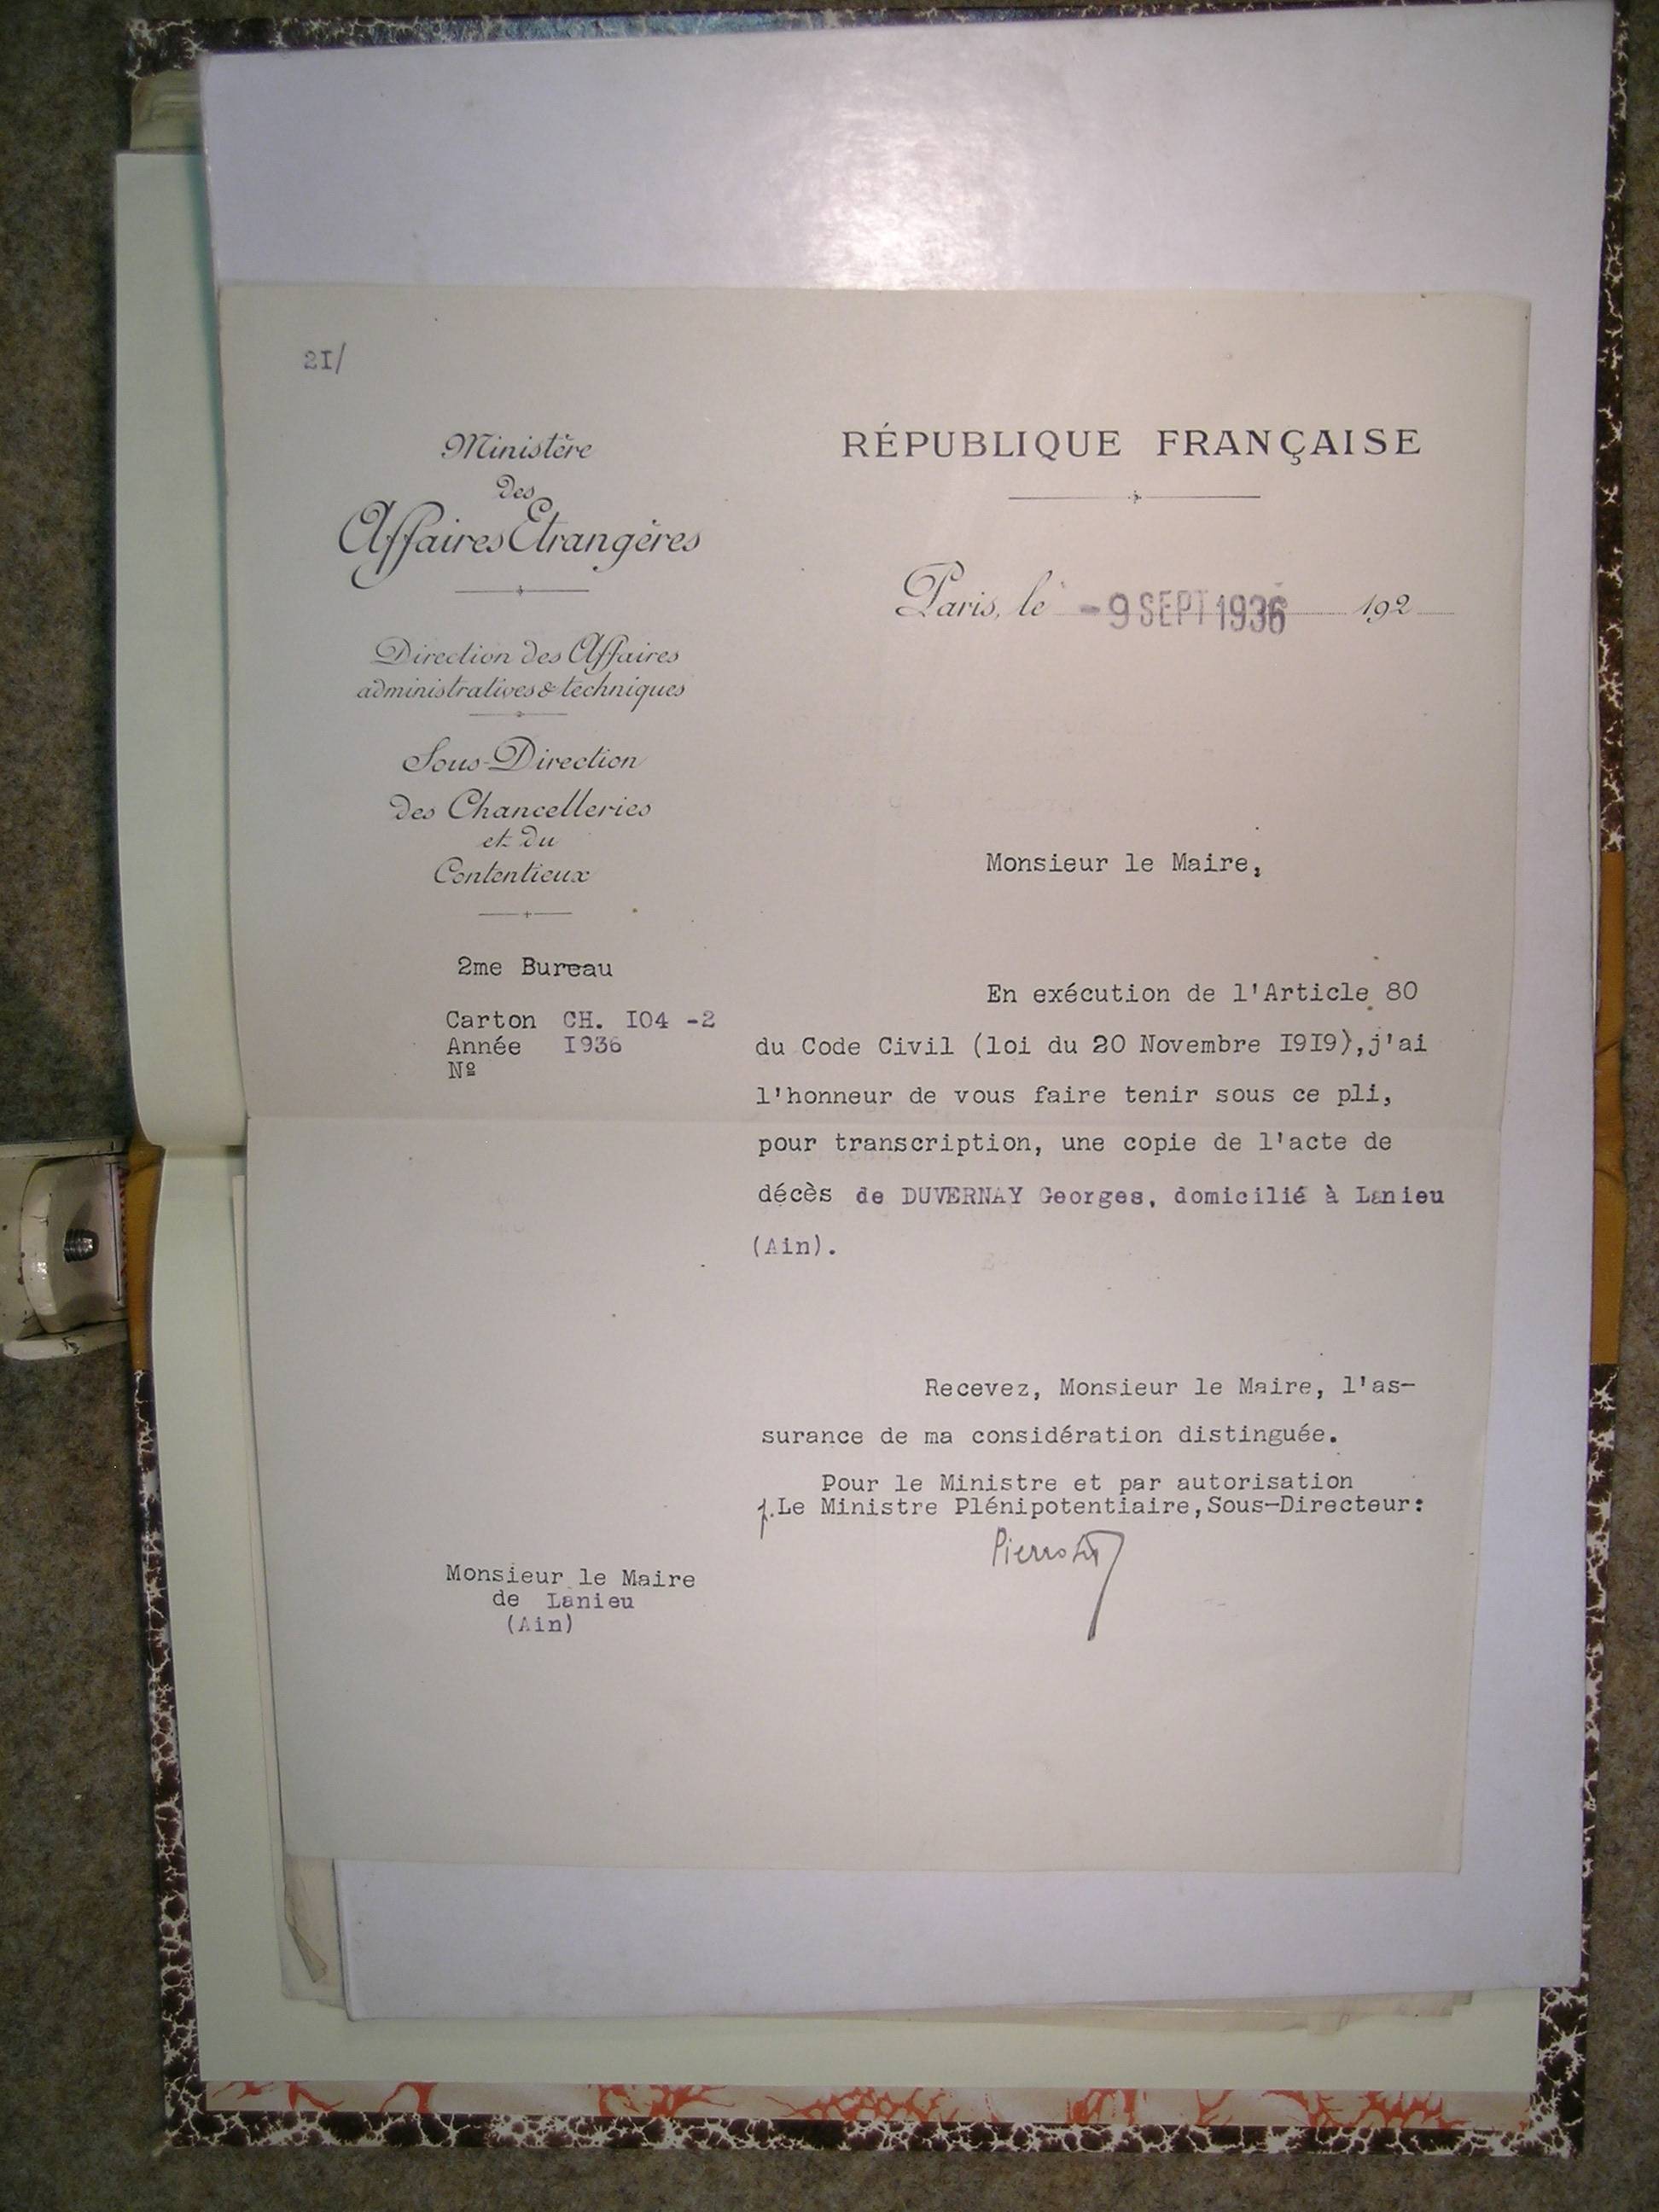 21/
Ministère
des
Affaires Etrangères
Direction des Affaires
administratives & techniques
Sous-Direction
des Chancelleries
et du
Contentieux
2me Bureau
Carton CH. I04 -2
Année I936
Nº
RÉPUBLIQUE FRANÇAISE
Paris, le -9 SEPT 1936 192
Monsieur le Maire,
En exécution de l'Article 80
du Code Civil (loi du 20 Novembre I9I9), j'ai
l'honneur de vous faire tenir sous ce pli,
pour transcription, une copie de l'acte de
décès de DUVERNAY Georges, domicilié à Lanieu
(Ain).
Recevez, Monsieur le Maire, l'as-
surance de ma considération distinguée.
Pour le Ministre et par autorisation
p. Le Ministre Plénipotentiaire, Sous-Directeur:
Monsieur le Maire
de Lanieu
(Ain)